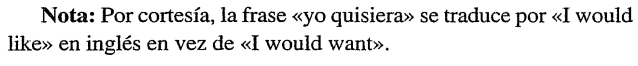 Nota: Por cortesía, la frase «yo quisiera» se traduce por «I would
like» en inglés en vez de «I would want».